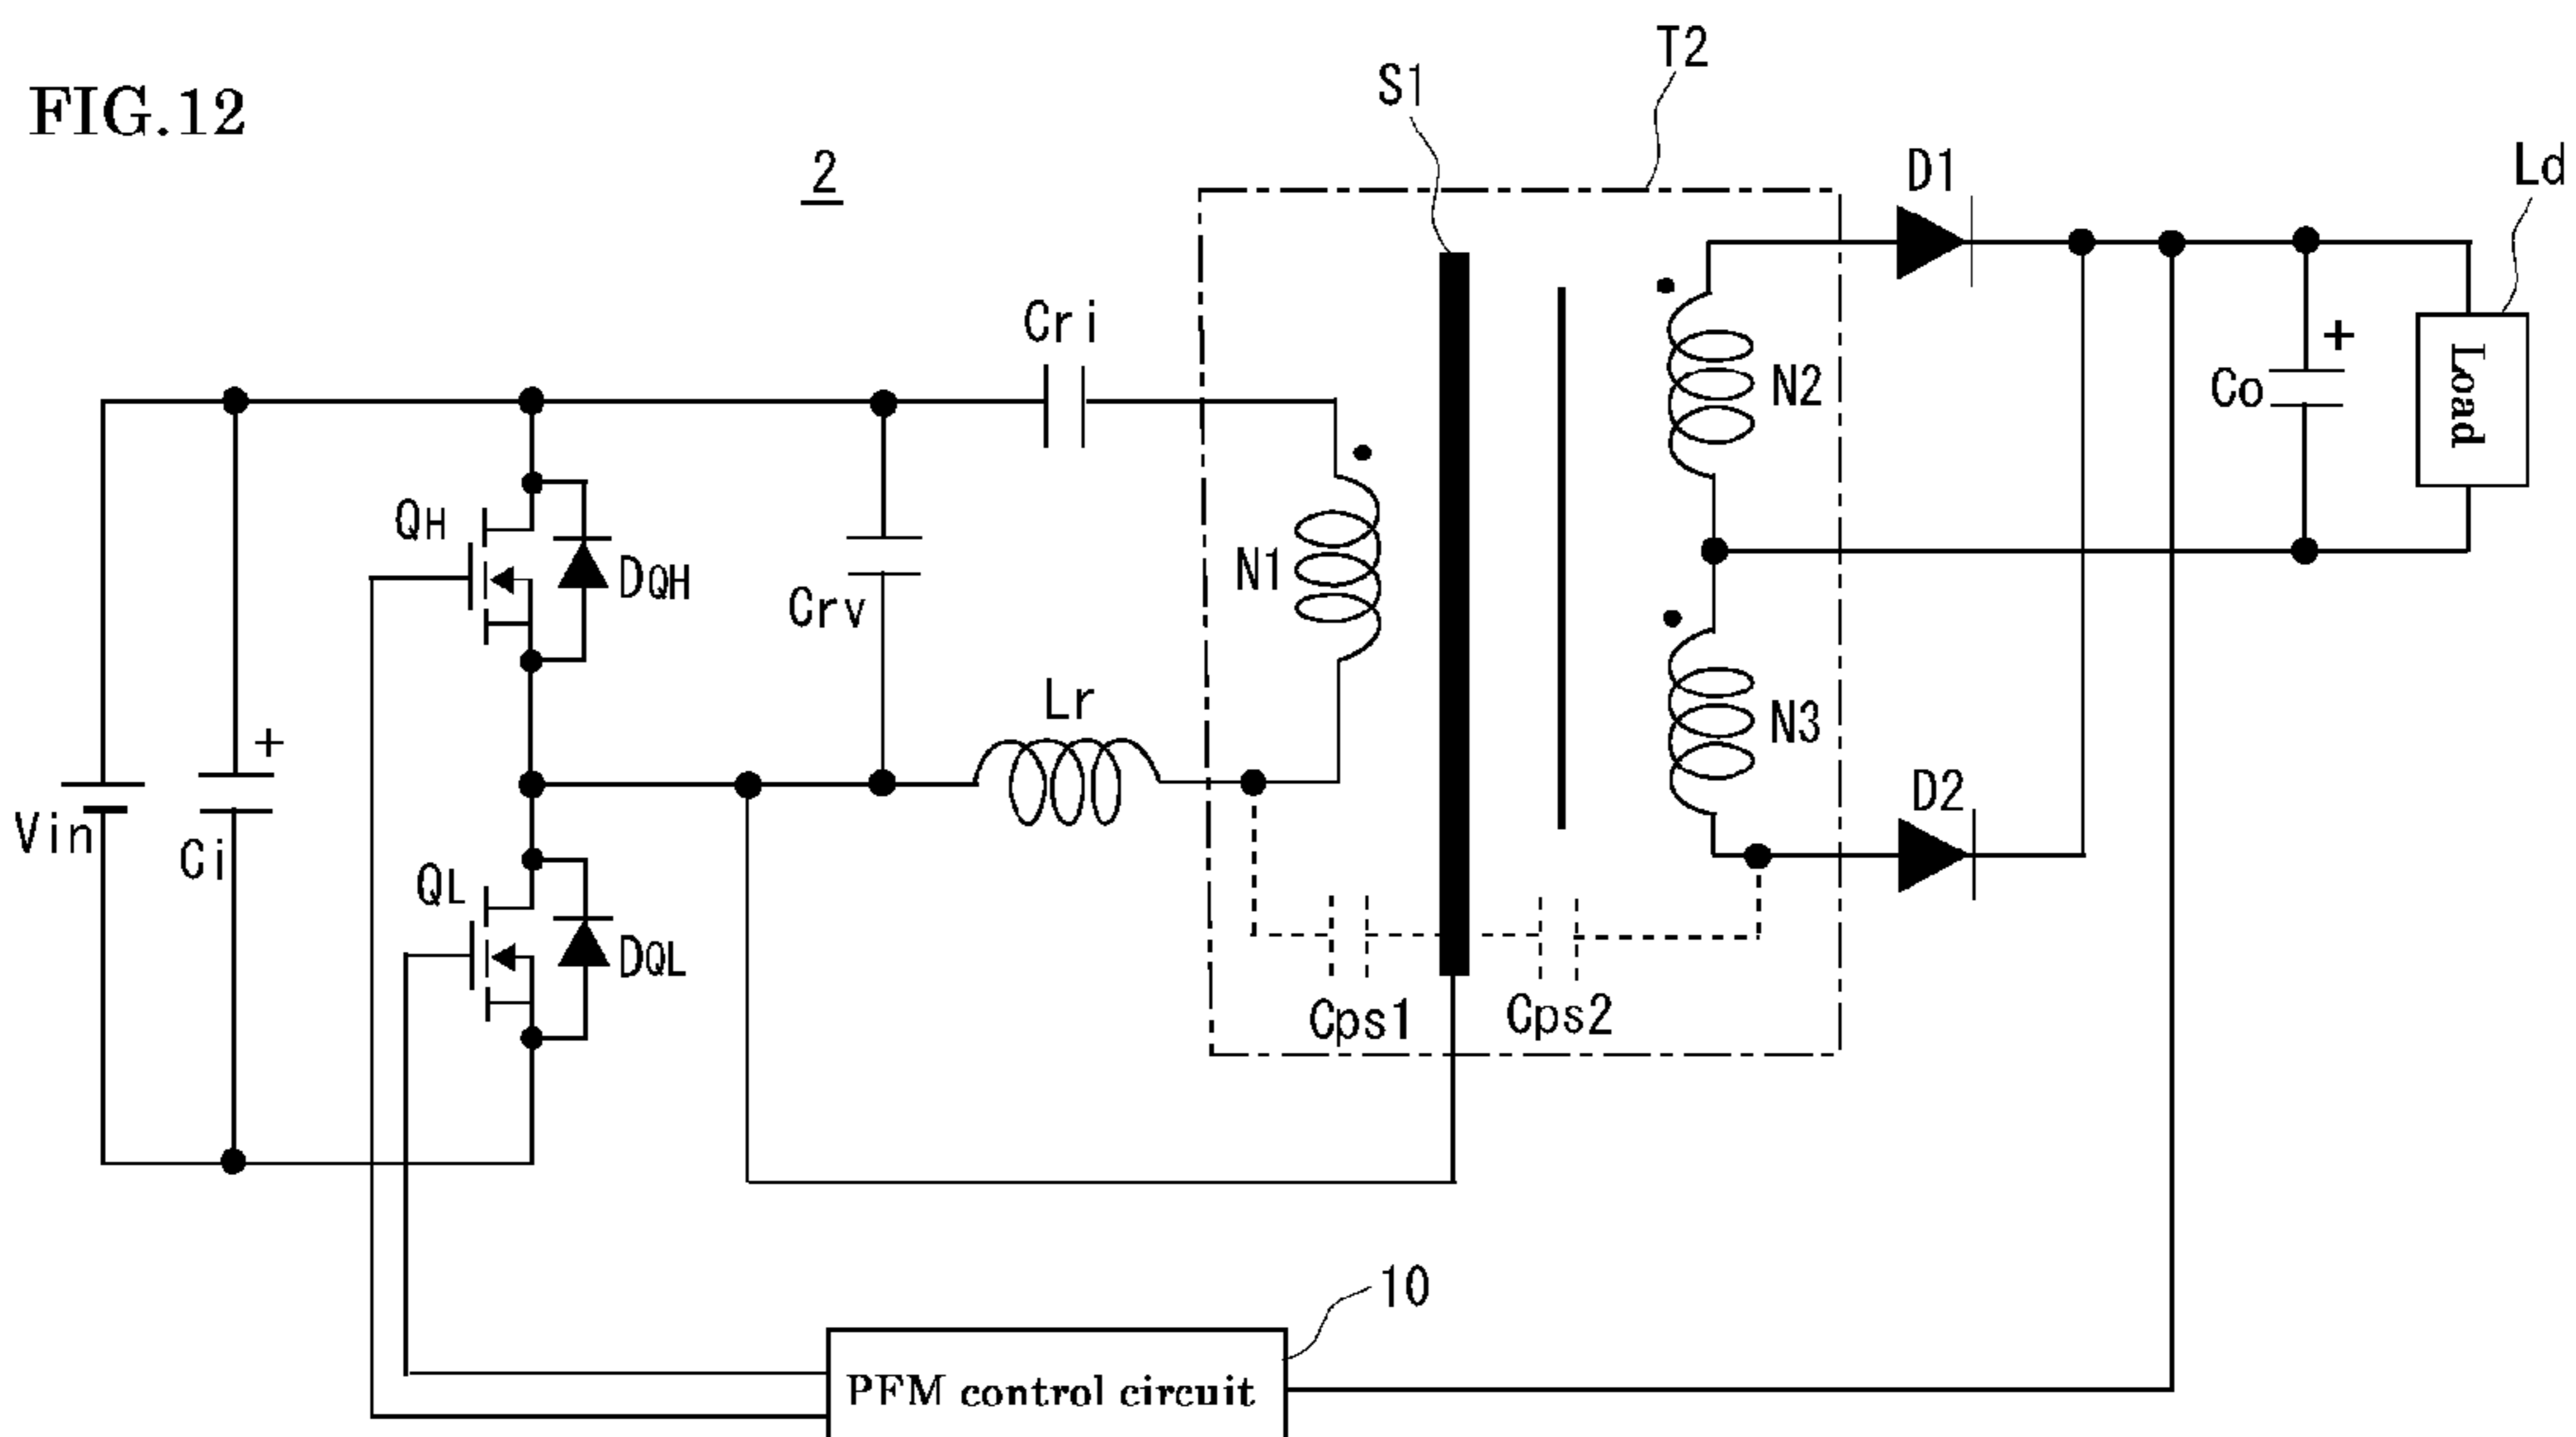 FIG.12
2
S1
T2
D1
Ld
Cri
N2
+
Co
Load
QH
DQH
Crv
N1
Lr
N3
+
D2
Vin
Ci
QL
DQL
Cps1
Cps2
10
PFM control circuit